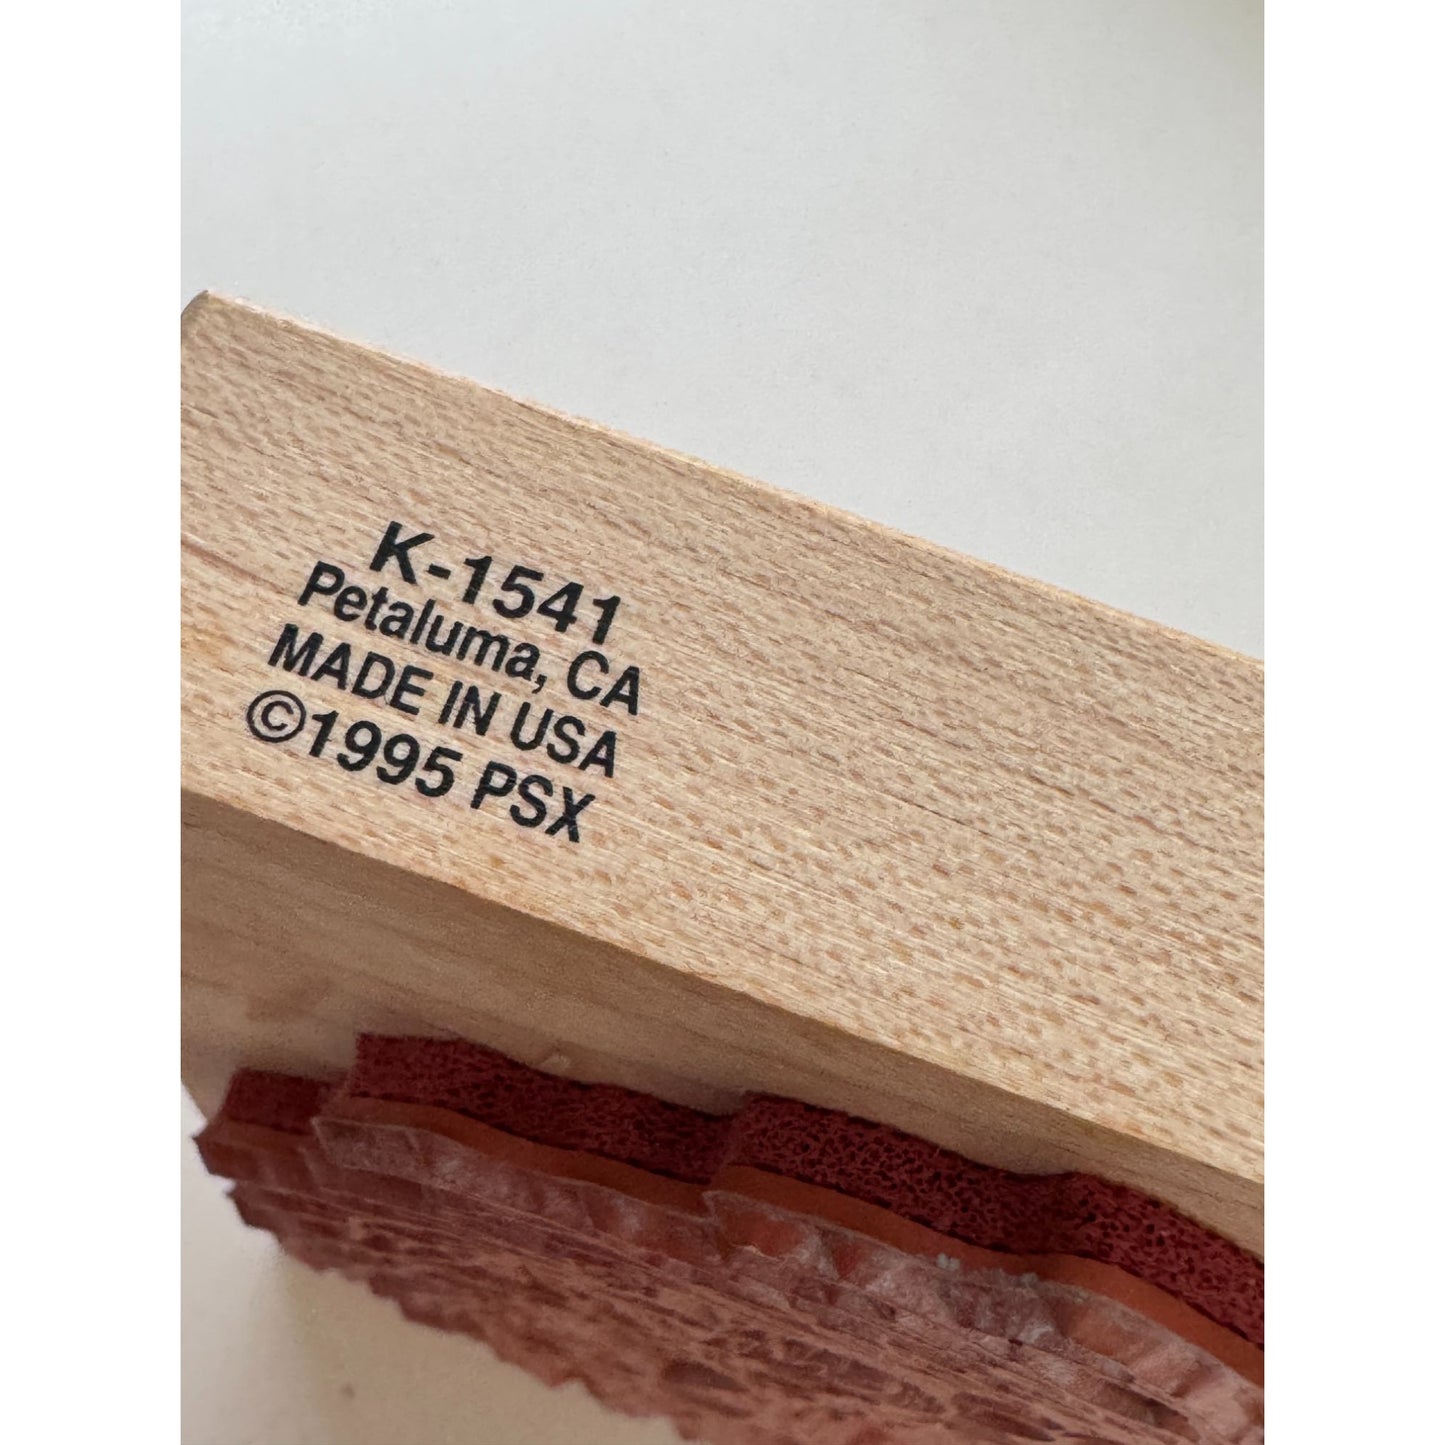 K-1541
Petaluma, CA
MADE IN USA
©1995 PSX